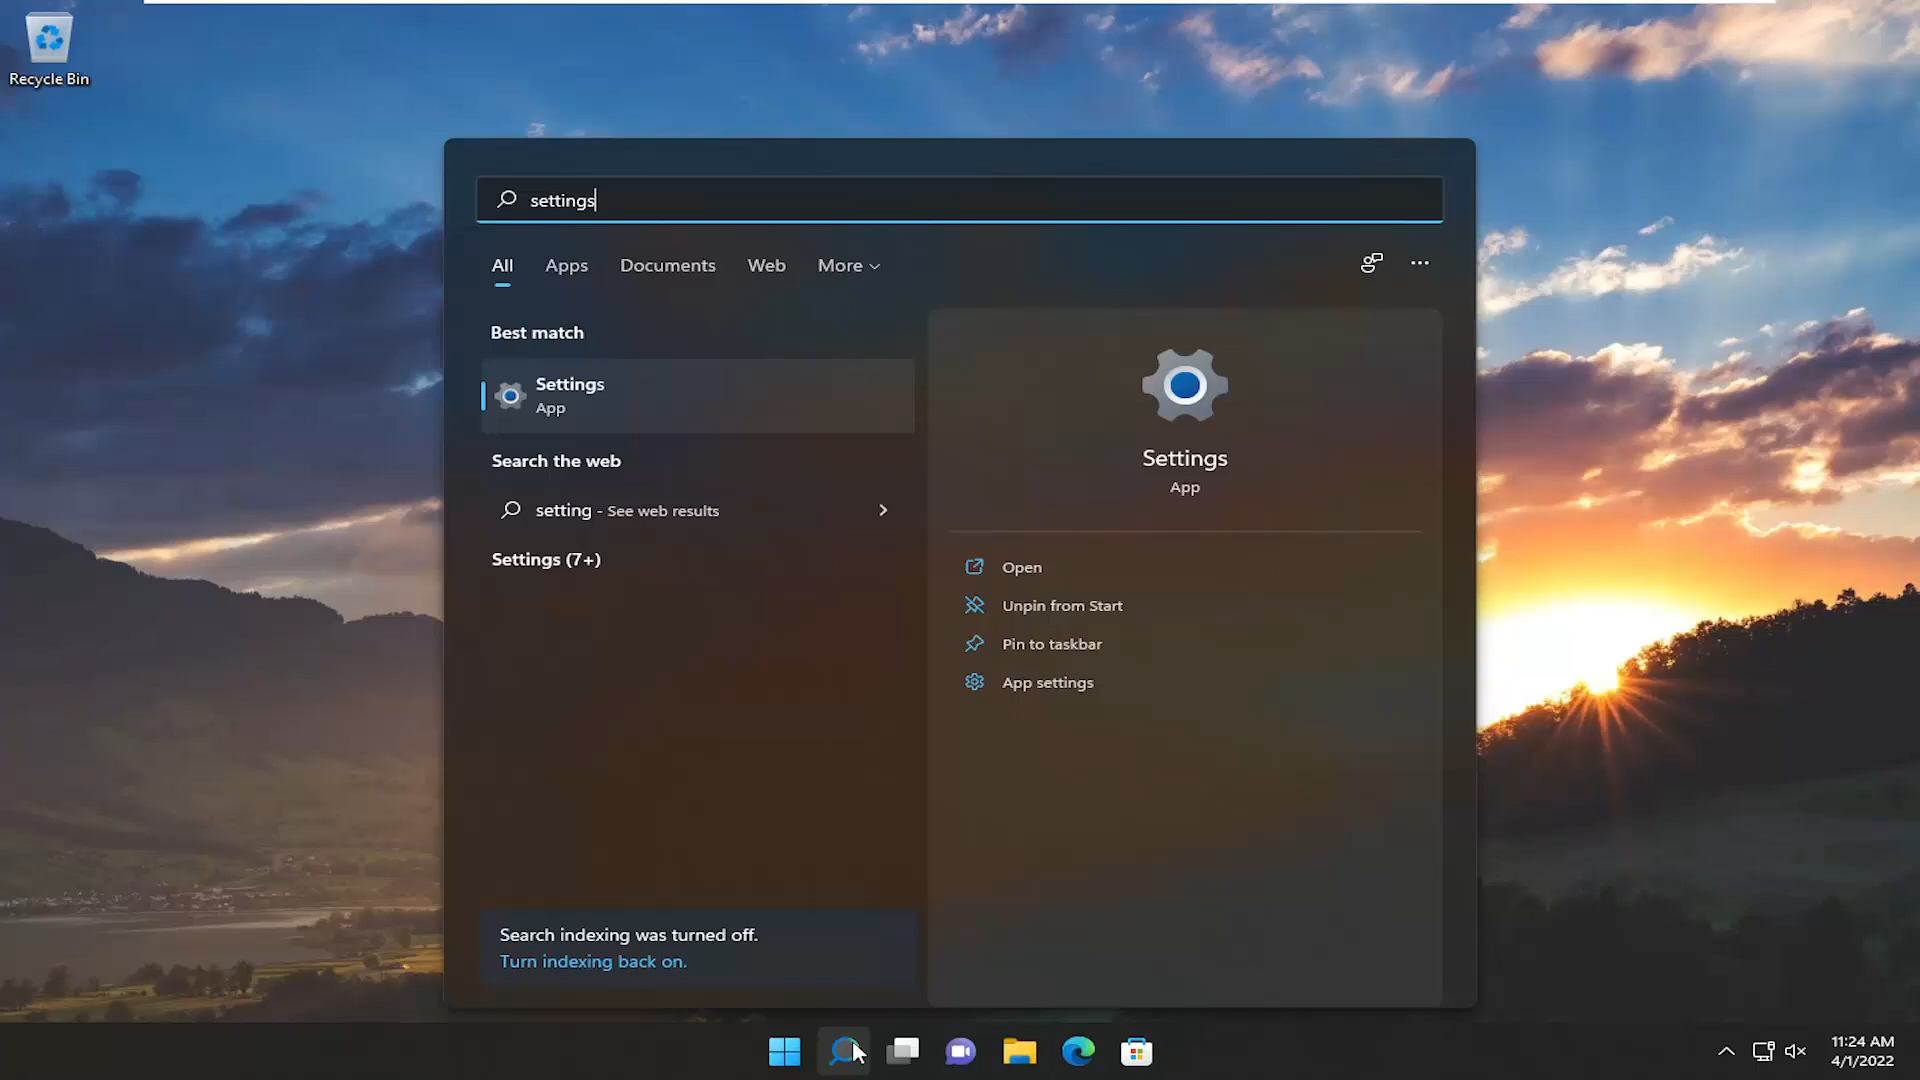 Recycle Bin
settings
All Apps Documents Web More
Best match
Settings
App
Search the web
setting - See web results
Settings (7+)
Search indexing was turned off.
Turn indexing back on.
Settings
App
Open
Unpin from Start
Pin to taskbar
App settings
11:24 AM
4/1/2022